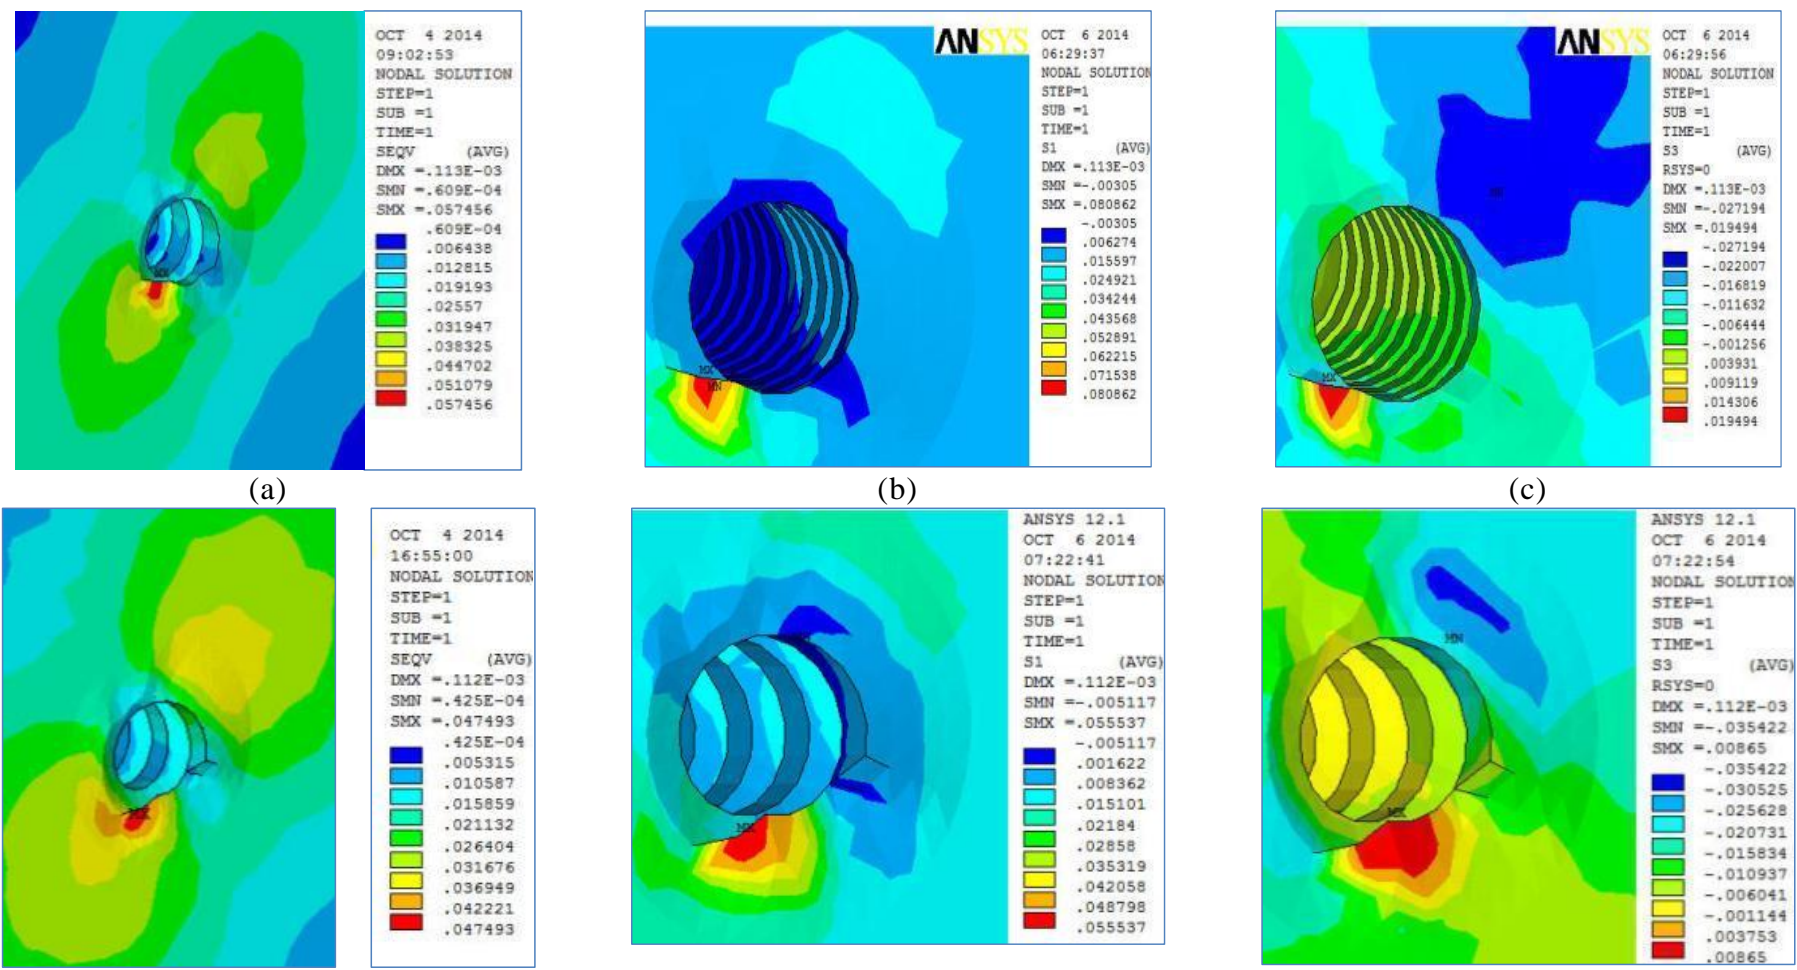 OCT 4 2014
09:02:53
NODAL SOLUTION
STEP=1
SUB =1
TIME=1
SEQV (AVG)
DMX =.113E-03
SMN =.609E-04
SMX =.057456
.609E-04
.006438
.012815
.019193
.02557
.031947
.038325
.044702
.051079
.057456
MX
(a)
ANSYS
OCT 6 2014
06:29:37
NODAL SOLUTION
STEP=1
SUB =1
TIME=1
S1 (AVG)
DMX =.113E-03
SMN =-.00305
SMX =.080862
-.00305
.006274
.015597
.024921
.034244
.043568
.052891
.062215
.071538
.080862
MX
MN
(b)
ANSYS
OCT 6 2014
06:29:56
NODAL SOLUTION
STEP=1
SUB =1
TIME=1
S3 (AVG)
RSYS=0
DMX =.113E-03
SMN =-.027194
SMX =.019494
-.027194
-.022007
-.016819
-.011632
-.006444
-.001256
.003931
.009119
.014306
.019494
MN
MX
(c)
OCT 4 2014
16:55:00
NODAL SOLUTION
STEP=1
SUB =1
TIME=1
SEQV (AVG)
DMX =.112E-03
SMN =.425E-04
SMX =.047493
.425E-04
.005315
.010587
.015859
.021132
.026404
.031676
.036949
.042221
.047493
MX
ANSYS 12.1
OCT 6 2014
07:22:41
NODAL SOLUTION
STEP=1
SUB =1
TIME=1
S1 (AVG)
DMX =.112E-03
SMN =-.005117
SMX =.055537
-.005117
.001622
.008362
.015101
.02184
.02858
.035319
.042058
.048798
.055537
MX
ANSYS 12.1
OCT 6 2014
07:22:54
NODAL SOLUTION
STEP=1
SUB =1
TIME=1
S3 (AVG)
RSYS=0
DMX =.112E-03
SMN =-.035422
SMX =.00865
-.035422
-.030525
-.025628
-.020731
-.015834
-.010937
-.006041
-.001144
.003753
.00865
MN
MX